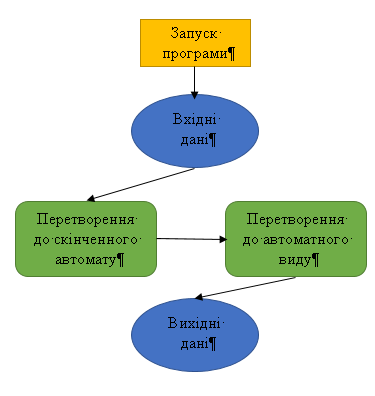 Запуск·
програми¶
Вхідні·
дані¶
Перетворення·
до·скінченного·
автомату¶
Перетворення·
до·автоматного·
виду¶
Вихідні·
дані¶